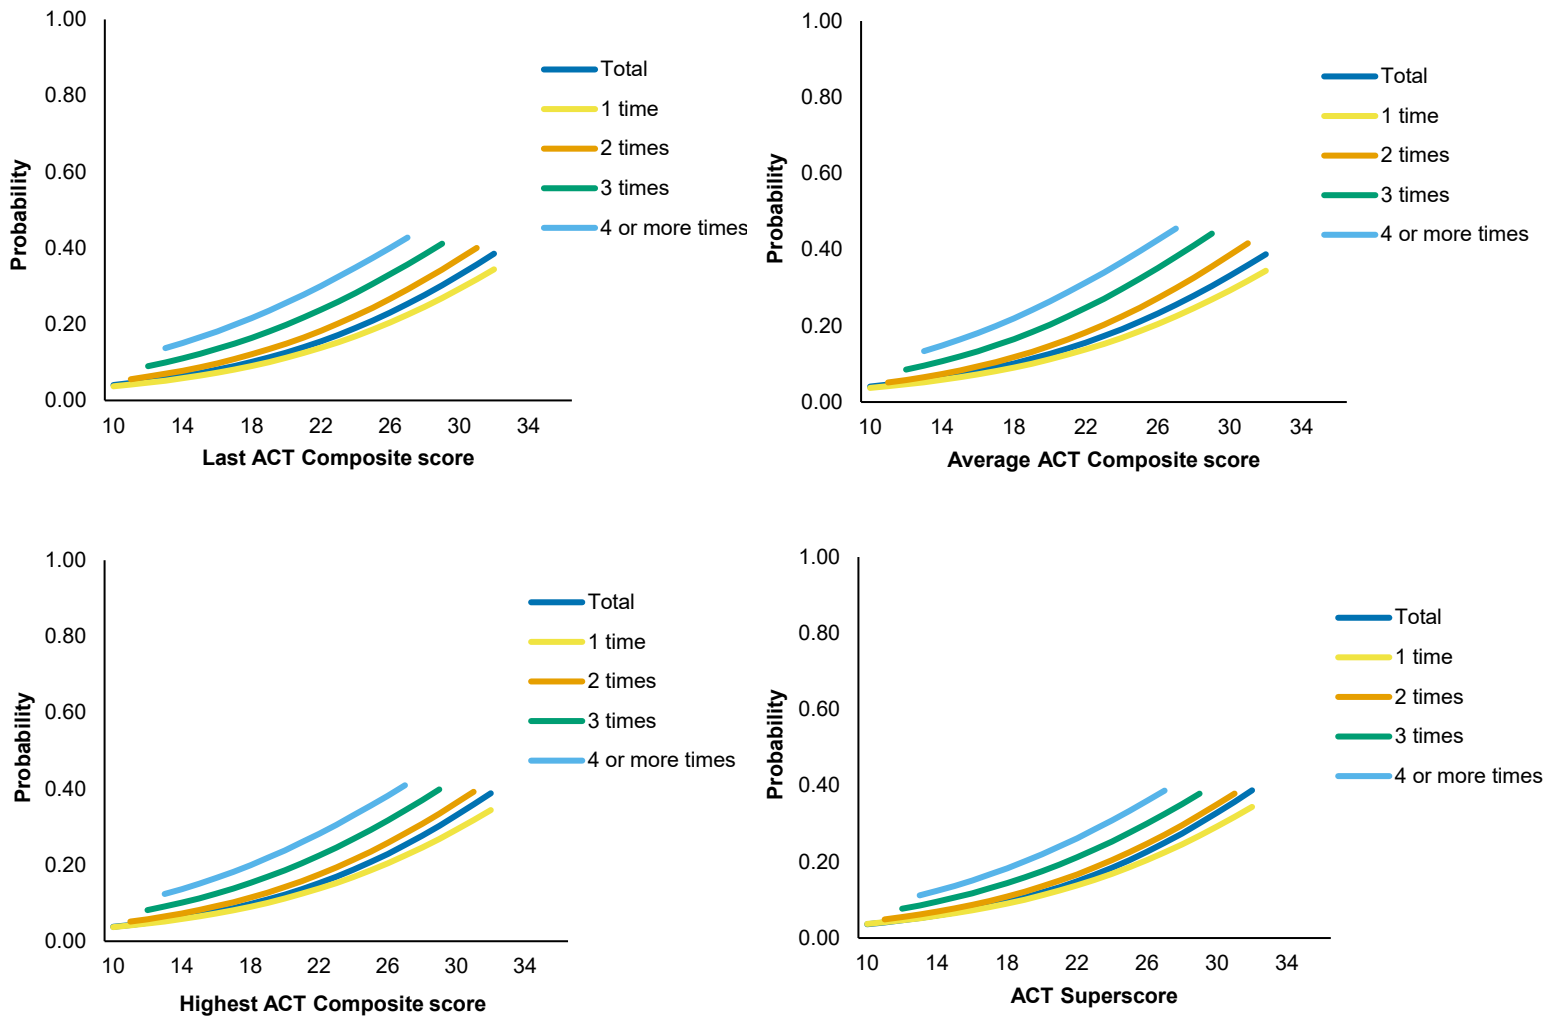 1.00
0.80
0.60
0.40
0.20
0.00
Probability
10 14 18 22 26 30 34
Last ACT Composite score
Total
1 time
2 times
3 times
4 or more times
1.00
0.80
0.60
0.40
0.20
0.00
Probability
10 14 18 22 26 30 34
Average ACT Composite score
Total
1 time
2 times
3 times
4 or more times
1.00
0.80
0.60
0.40
0.20
0.00
Probability
10 14 18 22 26 30 34
Highest ACT Composite score
Total
1 time
2 times
3 times
4 or more times
1.00
0.80
0.60
0.40
0.20
0.00
Probability
10 14 18 22 26 30 34
ACT Superscore
Total
1 time
2 times
3 times
4 or more times